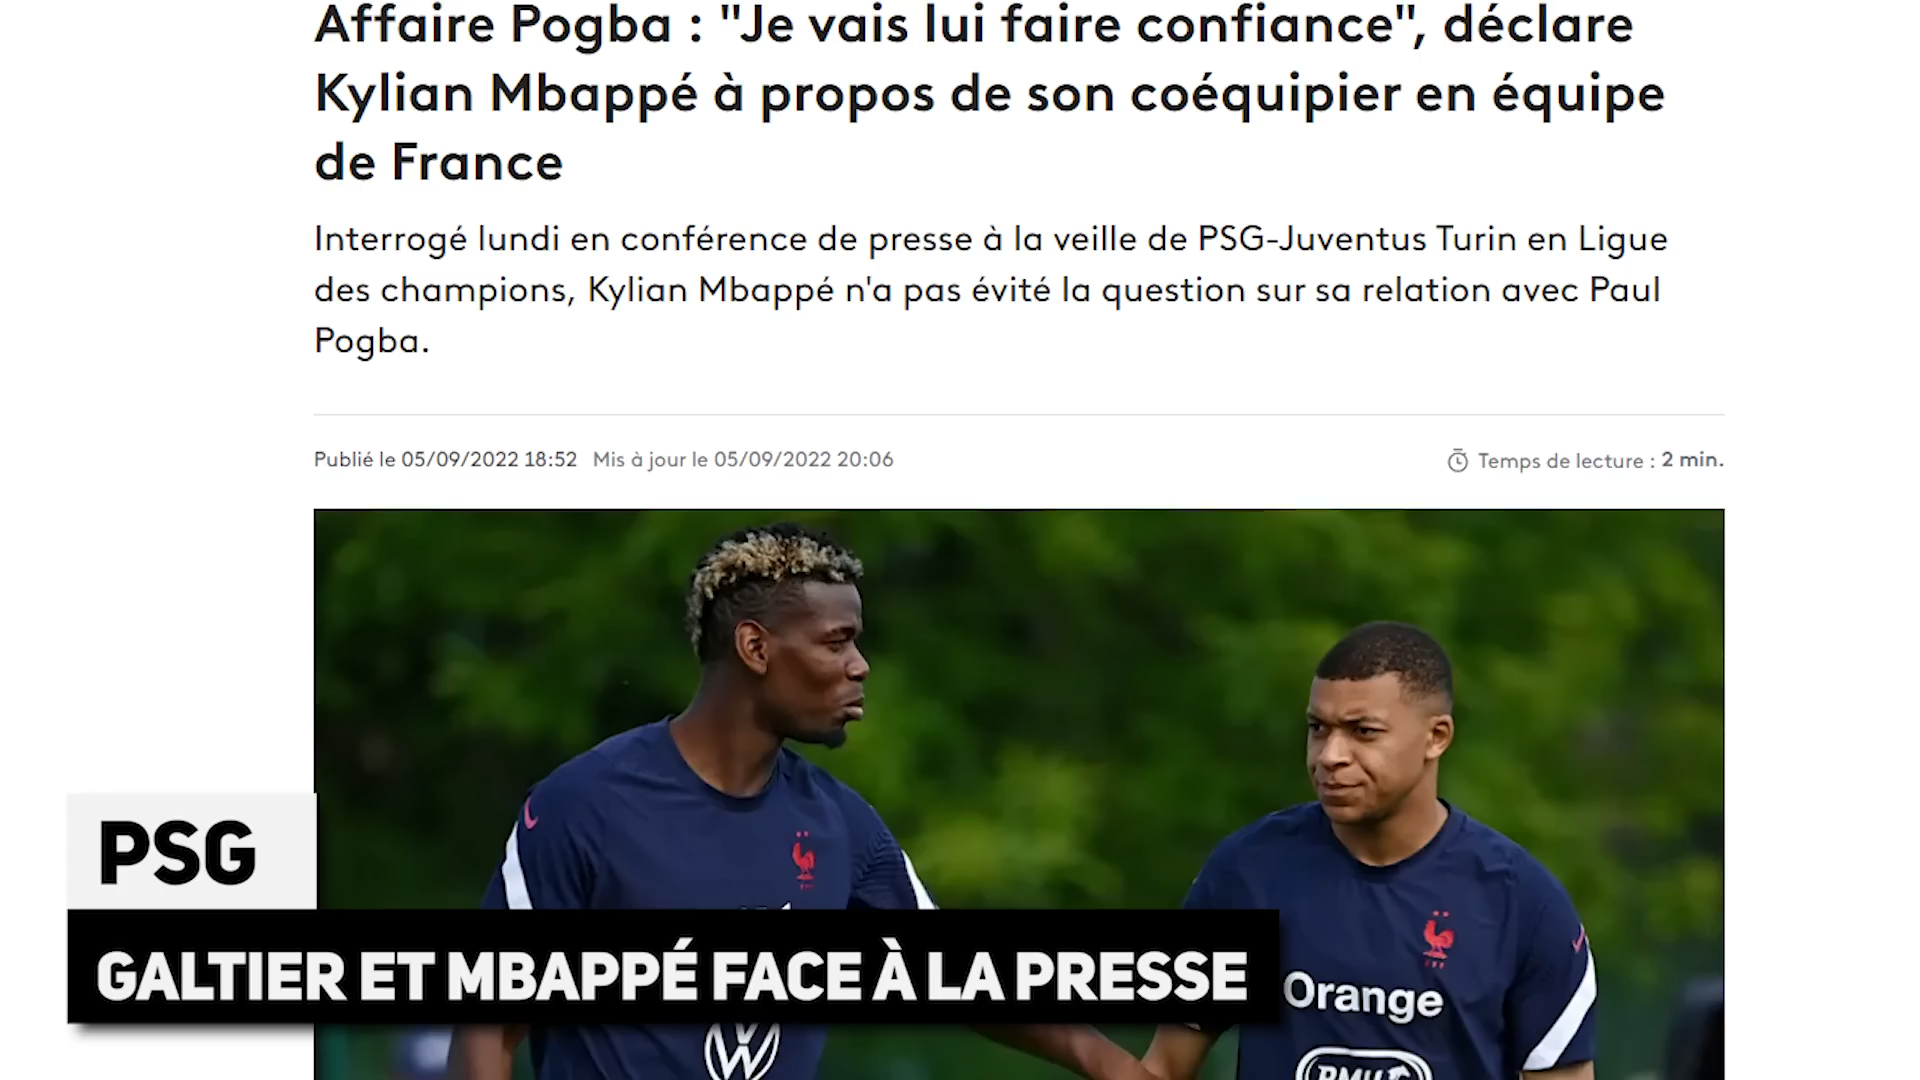 Affaire Pogba : "Je vais lui faire confiance", déclare
Kylian Mbappé à propos de son coéquipier en équipe
de France
Interrogé lundi en conférence de presse à la veille de PSG-Juventus Turin en Ligue
des champions, Kylian Mbappé n'a pas évité la question sur sa relation avec Paul
Pogba.
Publié le 05/09/2022 18:52 Mis à jour le 05/09/2022 20:06
Temps de lecture : 2 min.
PSG
GALTIER ET MBAPPÉ FACE À LA PRESSE
Orange